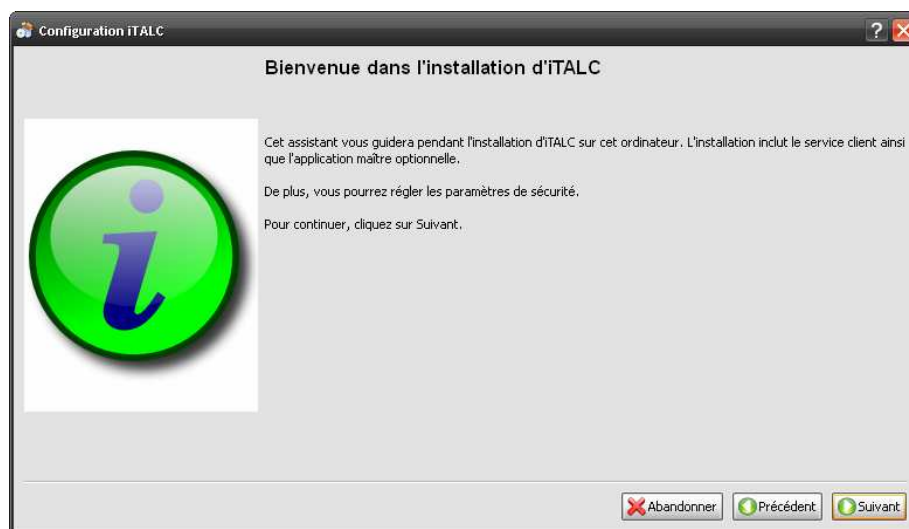 Configuration iTALC
?
Bienvenue dans l'installation d'iTALC
Cet assistant vous guidera pendant l'installation d'iTALC sur cet ordinateur. L'installation inclut le service client ainsi
que l'application maître optionnelle.
De plus, vous pourrez régler les paramètres de sécurité.
Pour continuer, cliquez sur Suivant.
i
Abandonner Précédent Suivant